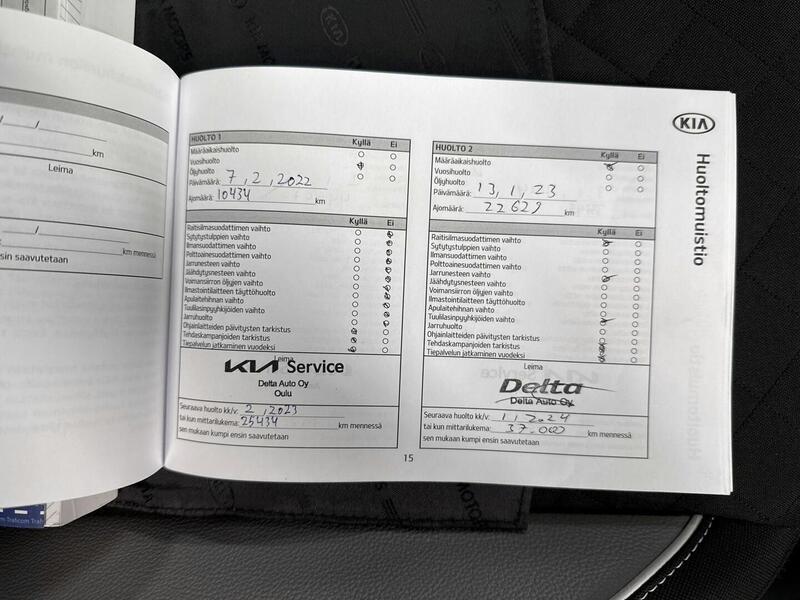 ___/___/___
km
Leima
km mennessä
ensin saavutetaan
KIA
Huoltomuistio
HUOLTO 1
Kyllä Ei
Määräaikaishuolto
Vuosihuolto
Öljyhuolto
Päivämäärä: 7, 2, 2022
Ajomäärä: 10434 km
Kyllä Ei
Raitisilmasuodattimen vaihto
Sytytystulppien vaihto
Ilmansuodattimen vaihto
Polttoainesuodattimen vaihto
Jarrunesteen vaihto
Jäähdytysnesteen vaihto
Voimansiirron öljyjen vaihto
Ilmastointilaitteen täyttöhuolto
Apulaitehihnan vaihto
Tuulilasinpyyhkijöiden vaihto
Jarruhuolto
Ohjainlaitteiden päivitysten tarkistus
Tehdaskampanjoiden tarkistus
Tiepalvelun jatkaminen vuodeksi
Leima
KIA Service
Delta Auto Oy
Oulu
Seuraava huolto kk/v: 2, 2023
tai kun mittarilukema: 25434 km mennessä
sen mukaan kumpi ensin saavutetaan
HUOLTO 2
Kyllä Ei
Määräaikaishuolto
Vuosihuolto
Öljyhuolto
Päivämäärä: 13, 1, 23
Ajomäärä: 22629 km
Kyllä Ei
Raitisilmasuodattimen vaihto
Sytytystulppien vaihto
Ilmansuodattimen vaihto
Polttoainesuodattimen vaihto
Jarrunesteen vaihto
Jäähdytysnesteen vaihto
Voimansiirron öljyjen vaihto
Ilmastointilaitteen täyttöhuolto
Apulaitehihnan vaihto
Tuulilasinpyyhkijöiden vaihto
Jarruhuolto
Ohjainlaitteiden päivitysten tarkistus
Tehdaskampanjoiden tarkistus
Tiepalvelun jatkaminen vuodeksi
Leima
Delta
Delta Auto Oy
Seuraava huolto kk/v: 1, 2024
tai kun mittarilukema: 37.000 km mennessä
sen mukaan kumpi ensin saavutetaan
15